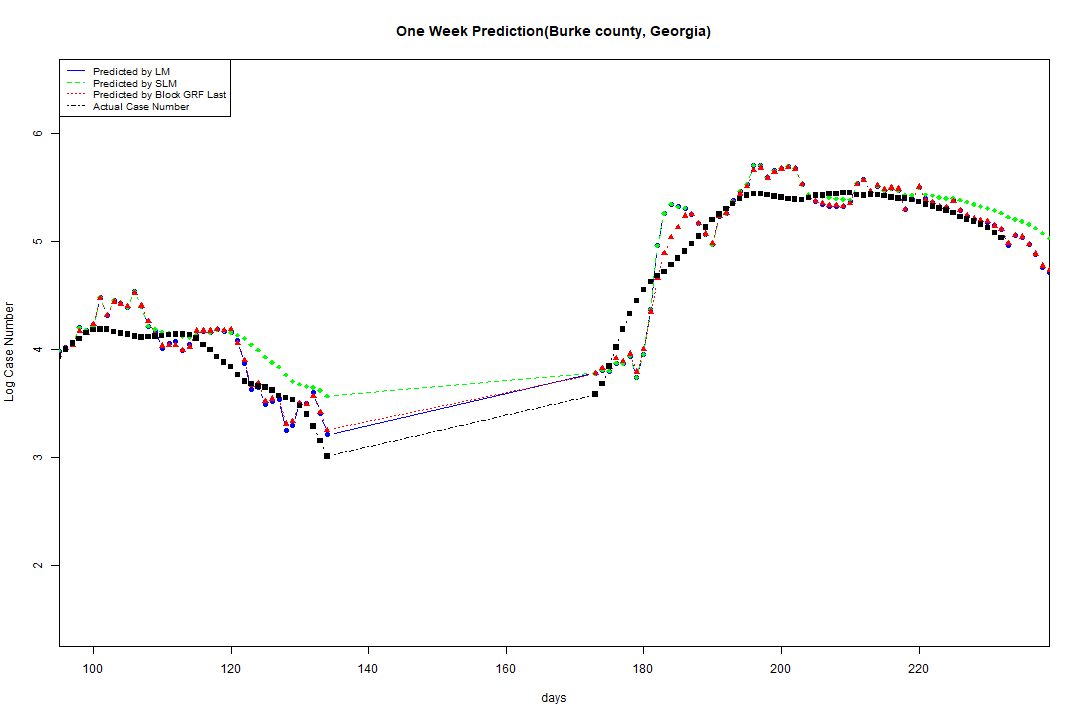 One Week Prediction(Burke county, Georgia)
Predicted by LM
Predicted by SLM
Predicted by Block GRF Last
Actual Case Number
6
5
4
3
2
Log Case Number
100 120 140 160 180 200 220
days